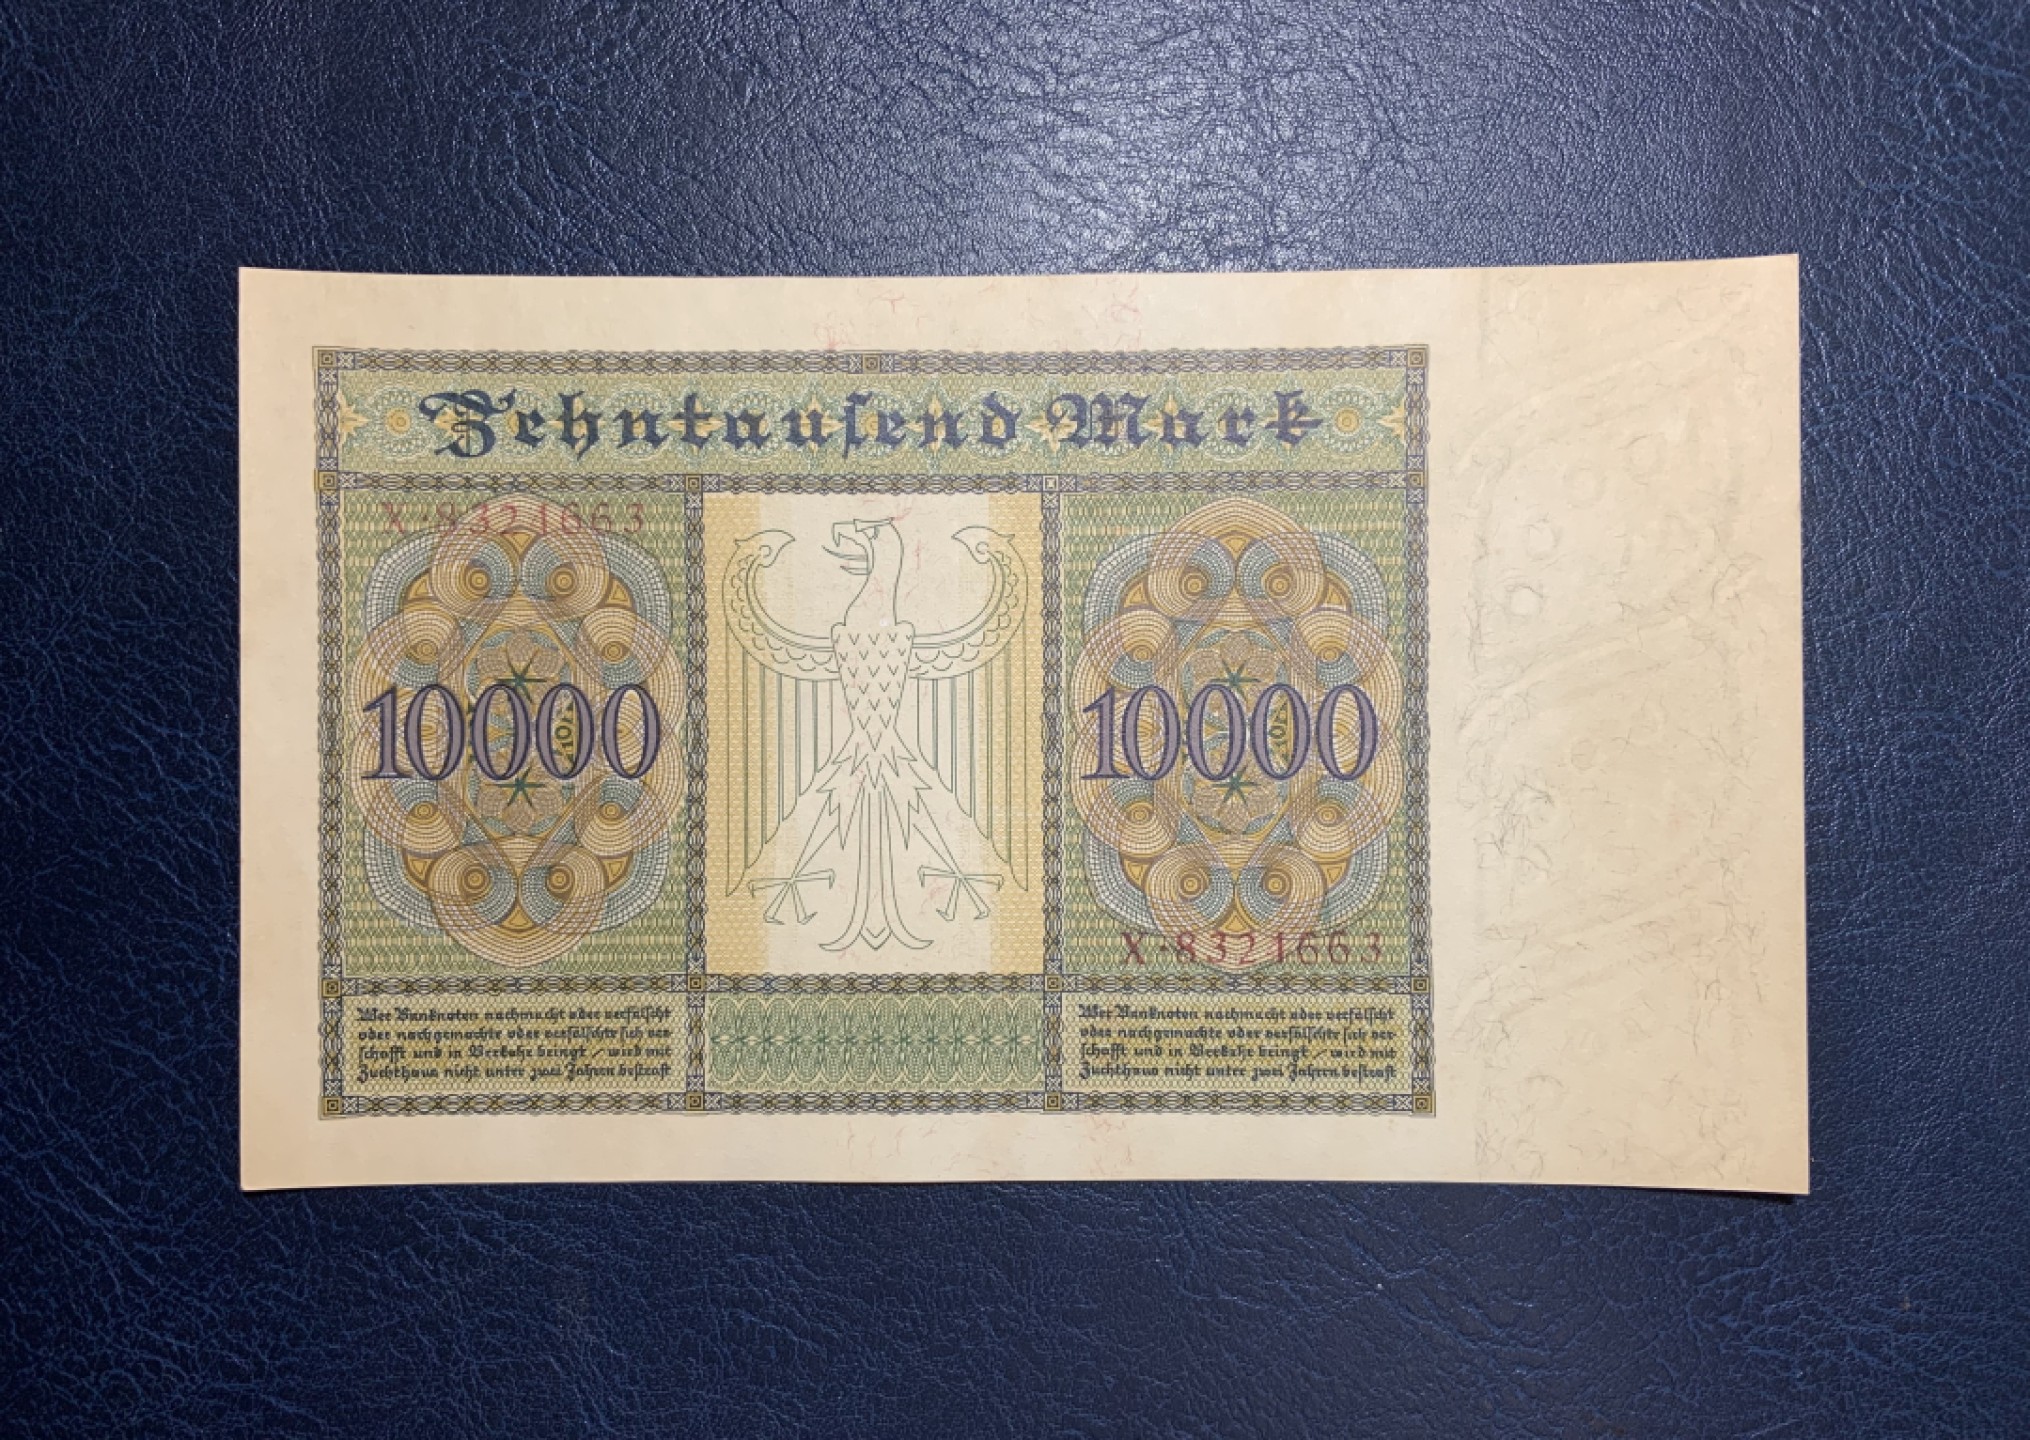 Zehntauſend Mark
X·8321663
10000
10000
X·8321663
Wer Banknoten nachmacht oder verfälſcht
oder nachgemachte oder verfälſchte ſich ver-
ſchafft und in Verkehr bringt / wird mit
Zuchthaus nicht unter zwei Jahren beſtraft
Wer Banknoten nachmacht oder verfälſcht
oder nachgemachte oder verfälſchte ſich ver-
ſchafft und in Verkehr bringt / wird mit
Zuchthaus nicht unter zwei Jahren beſtraft